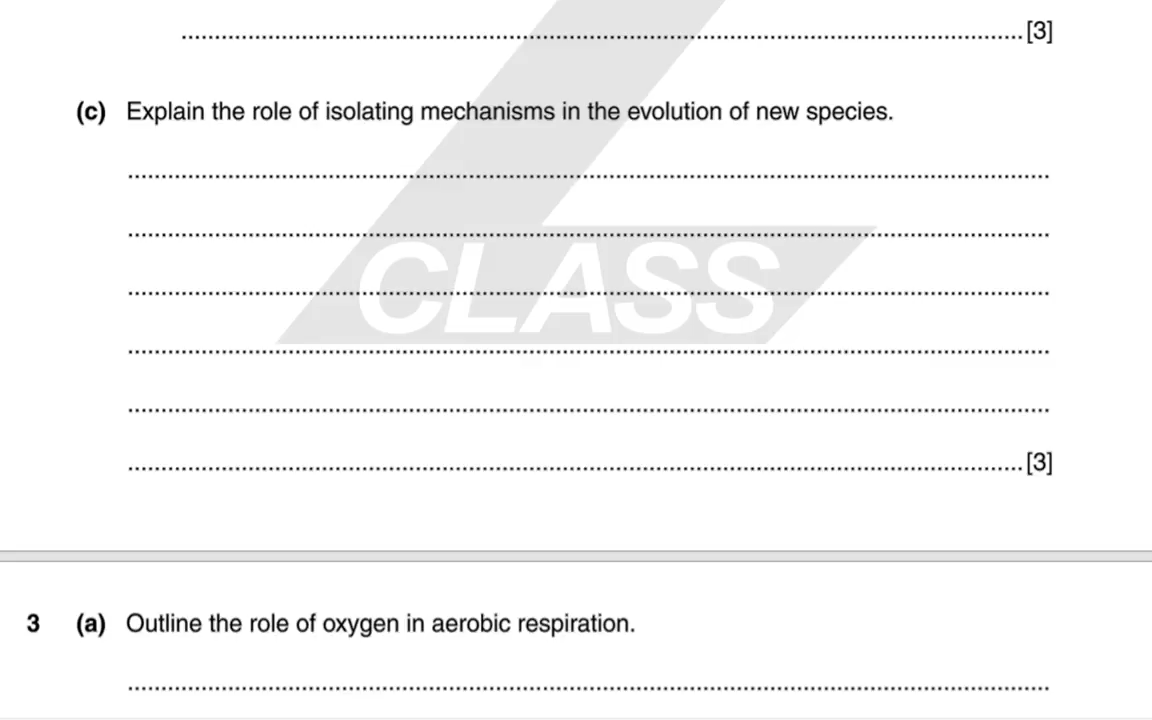 [3]
(c) Explain the role of isolating mechanisms in the evolution of new species.
CLASS
[3]
3 (a) Outline the role of oxygen in aerobic respiration.